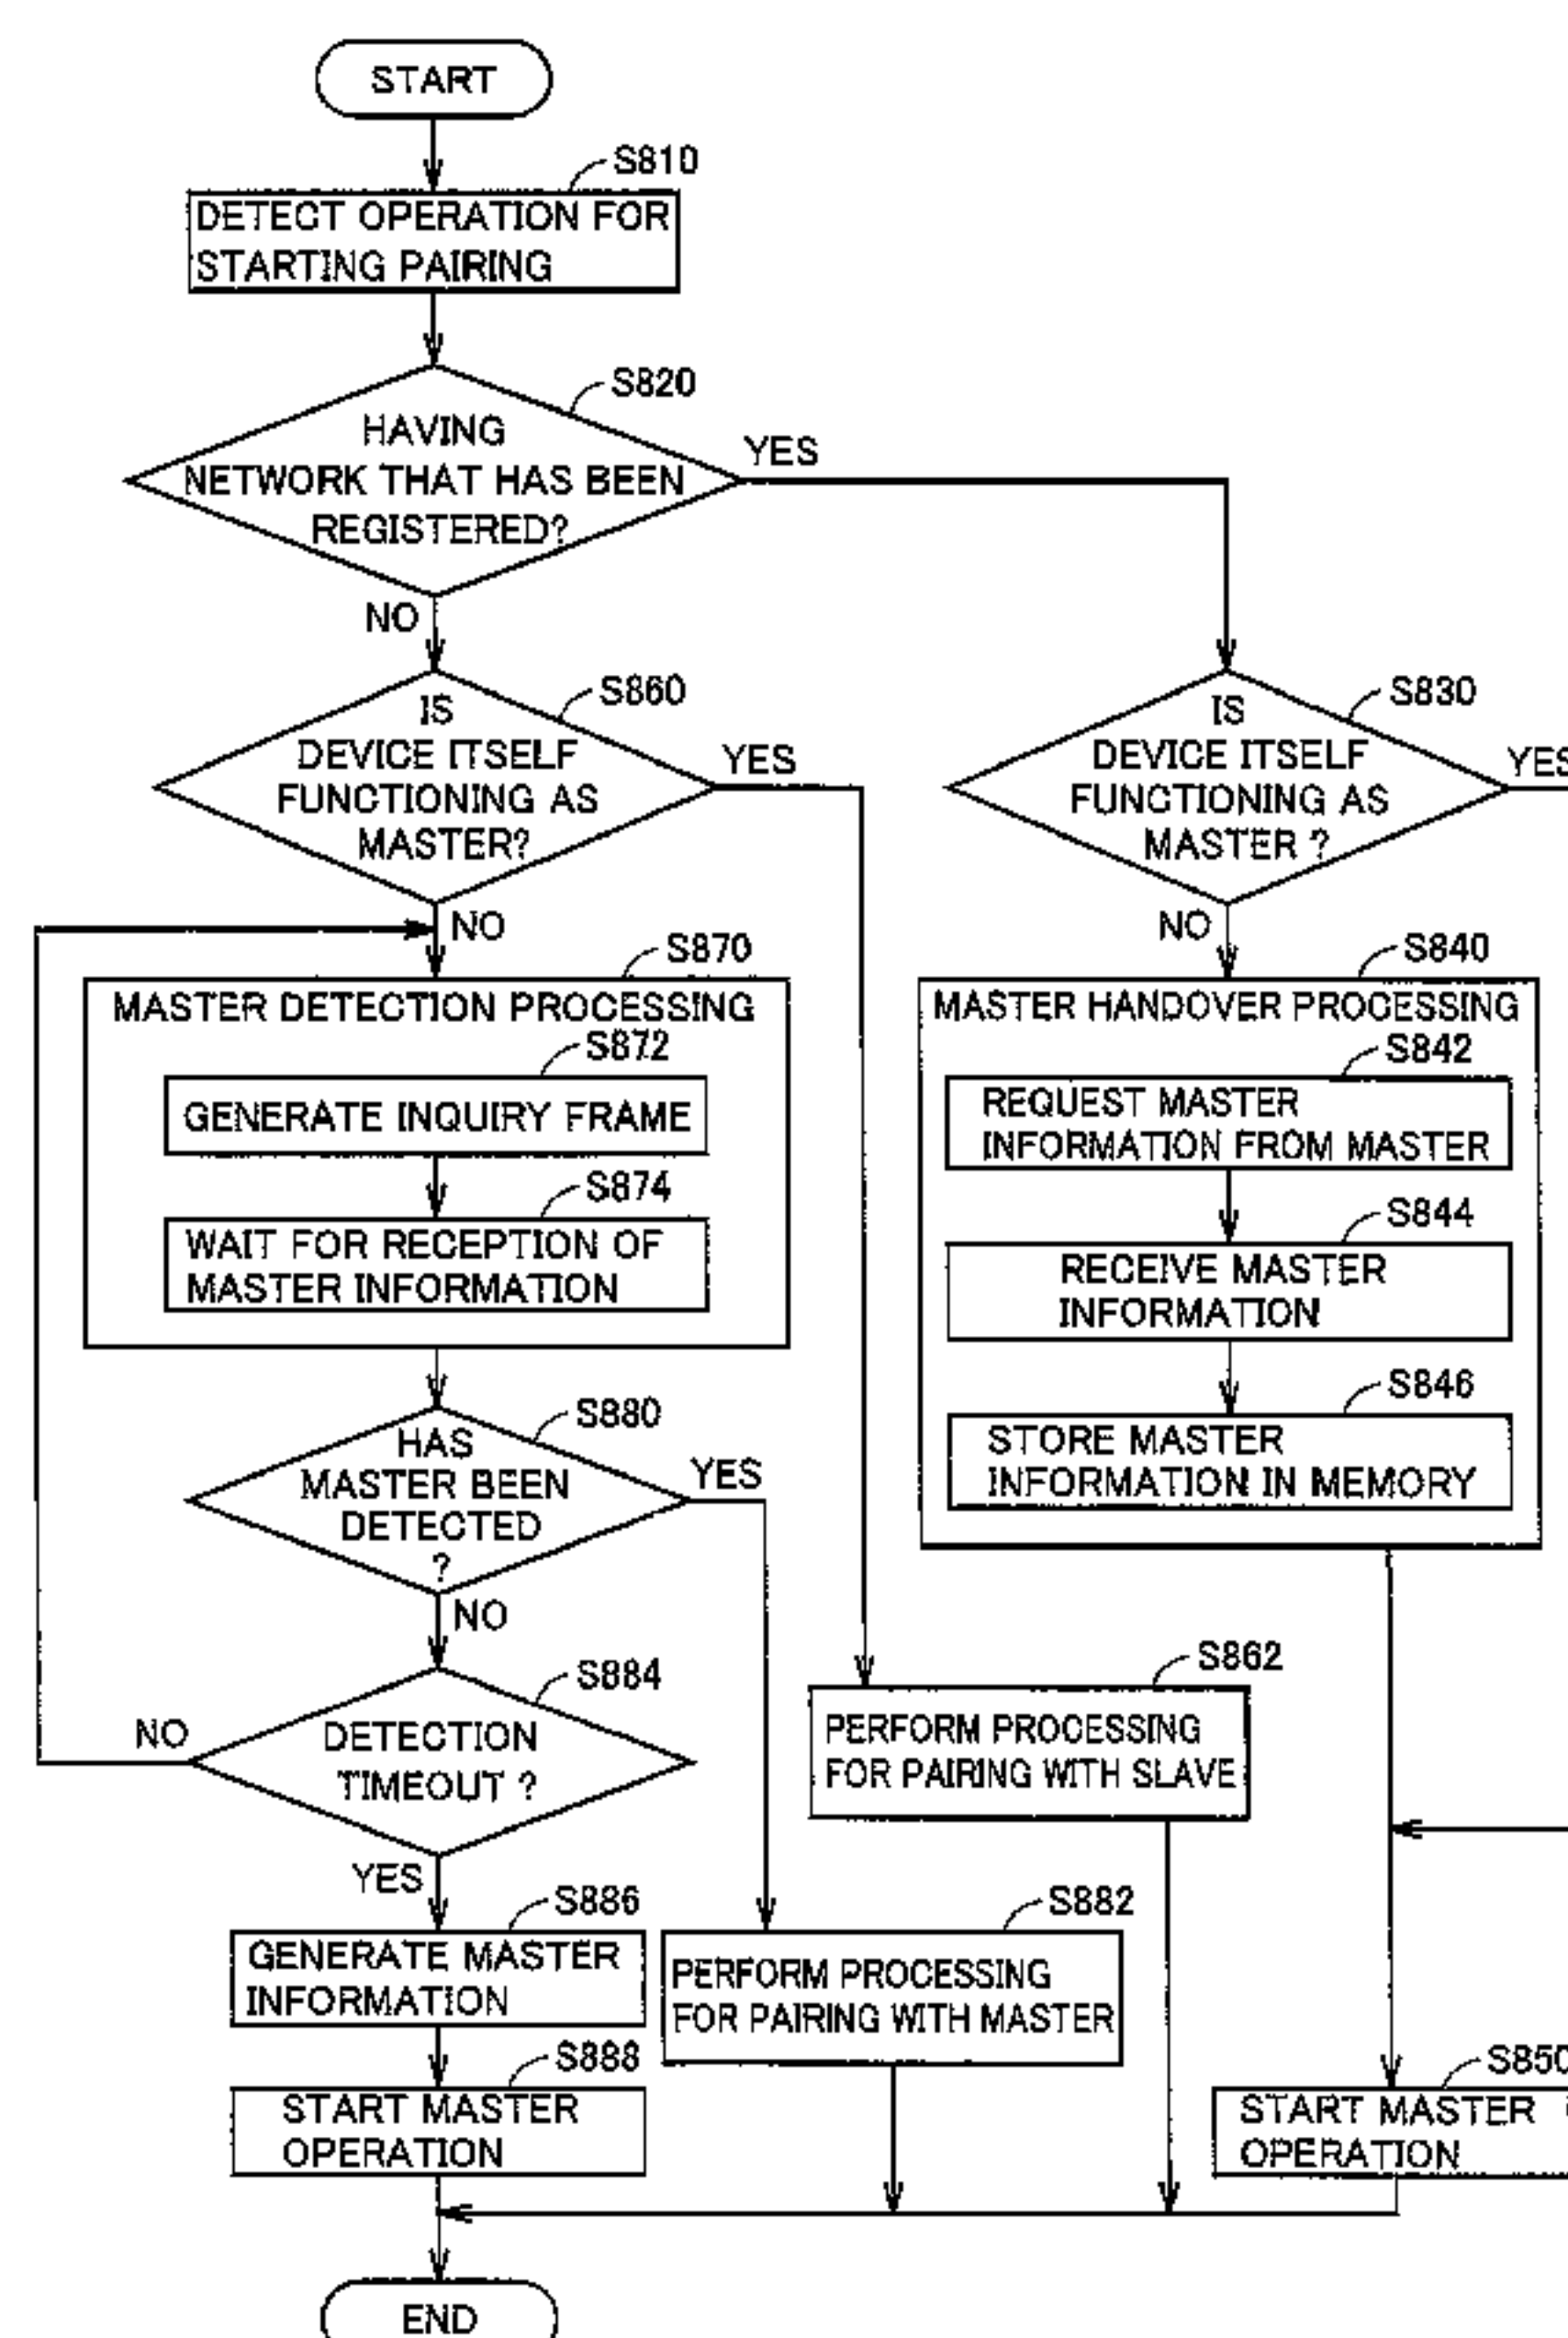 START
S810
DETECT OPERATION FOR
STARTING PAIRING
S820
HAVING
NETWORK THAT HAS BEEN
REGISTERED?
YES
NO
S860
IS
DEVICE ITSELF
FUNCTIONING AS
MASTER?
YES
NO
S830
IS
DEVICE ITSELF
FUNCTIONING AS
MASTER ?
YES
NO
S870
MASTER DETECTION PROCESSING
S872
GENERATE INQUIRY FRAME
S874
WAIT FOR RECEPTION OF
MASTER INFORMATION
S840
MASTER HANDOVER PROCESSING
S842
REQUEST MASTER
INFORMATION FROM MASTER
S844
RECEIVE MASTER
INFORMATION
S846
STORE MASTER
INFORMATION IN MEMORY
S880
HAS
MASTER BEEN
DETECTED
?
YES
NO
S884
DETECTION
TIMEOUT ?
NO
YES
S862
PERFORM PROCESSING
FOR PAIRING WITH SLAVE
S886
GENERATE MASTER
INFORMATION
S882
PERFORM PROCESSING
FOR PAIRING WITH MASTER
S888
START MASTER
OPERATION
S850
START MASTER
OPERATION
END